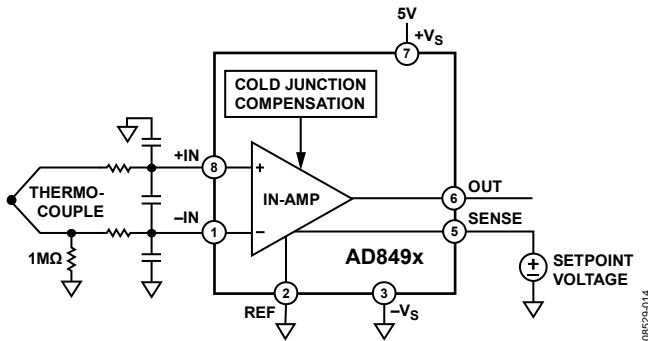 5V
+VS
7
COLD JUNCTION
COMPENSATION
+IN
8
+
THERMO-
COUPLE
IN-AMP
OUT
6
–IN
1
–
SENSE
5
1MΩ
AD849x
+
–
SETPOINT
VOLTAGE
2
3
REF
–VS
08529-014